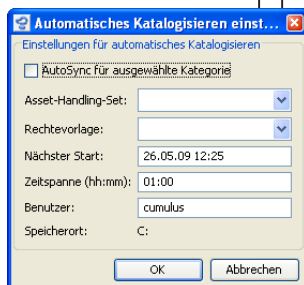 Automatisches Katalogisieren einst...
Einstellungen für automatisches Katalogisieren
AutoSync für ausgewählte Kategorie
Asset-Handling-Set:
Rechtevorlage:
Nächster Start: 26.05.09 12:25
Zeitspanne (hh:mm): 01:00
Benutzer: cumulus
Speicherort: C:
OK Abbrechen